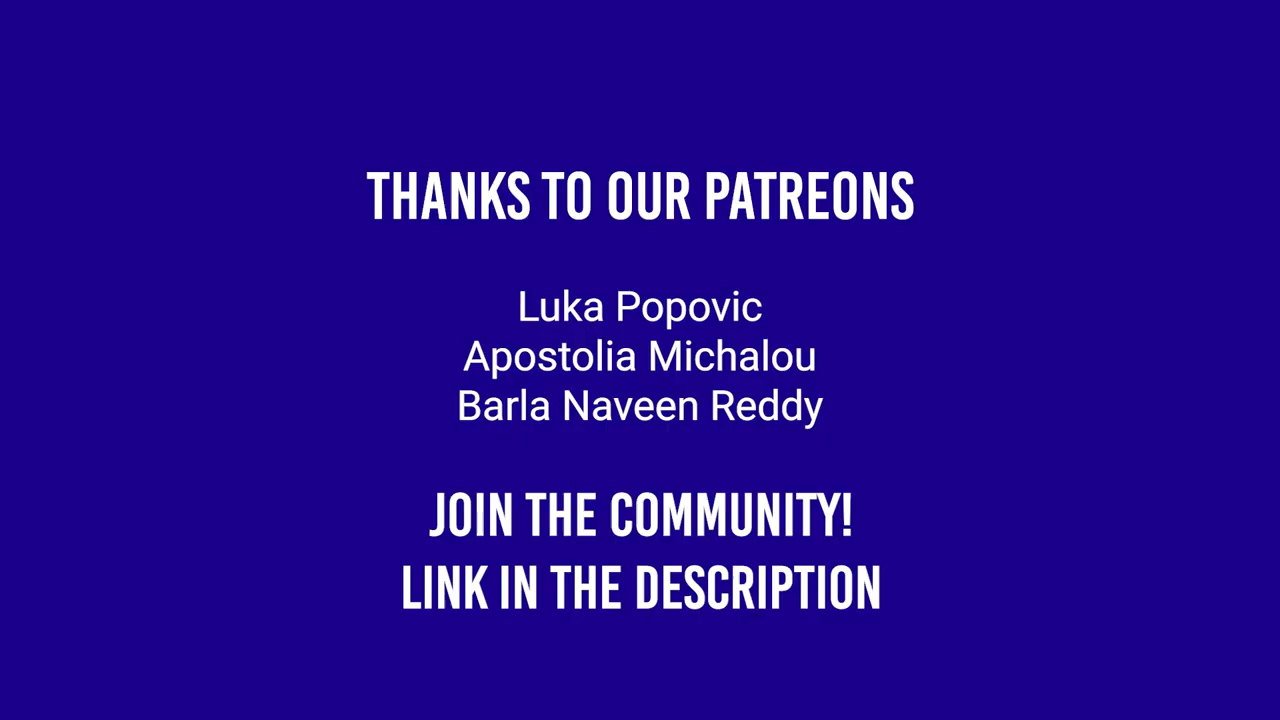 THANKS TO OUR PATREONS
Luka Popovic
Apostolia Michalou
Barla Naveen Reddy
JOIN THE COMMUNITY!
LINK IN THE DESCRIPTION